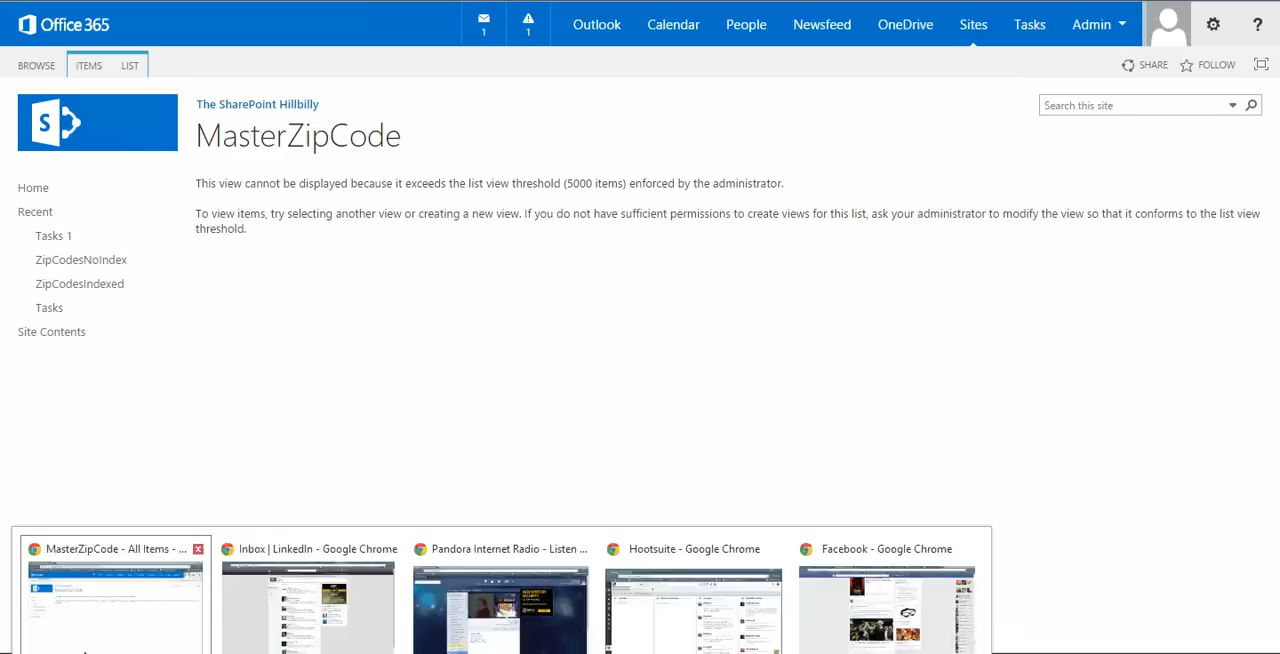 Office 365
1
1
Outlook
Calendar
People
Newsfeed
OneDrive
Sites
Tasks
Admin
?
BROWSE
ITEMS
LIST
SHARE
FOLLOW
S
The SharePoint Hillbilly
MasterZipCode
Search this site
Home
Recent
Tasks 1
ZipCodesNoIndex
ZipCodesIndexed
Tasks
Site Contents
This view cannot be displayed because it exceeds the list view threshold (5000 items) enforced by the administrator.
To view items, try selecting another view or creating a new view. If you do not have sufficient permissions to create views for this list, ask your administrator to modify the view so that it conforms to the list view
threshold.
MasterZipCode - All Items - ...
Inbox | LinkedIn - Google Chrome
Pandora Internet Radio - Listen ...
Hootsuite - Google Chrome
Facebook - Google Chrome